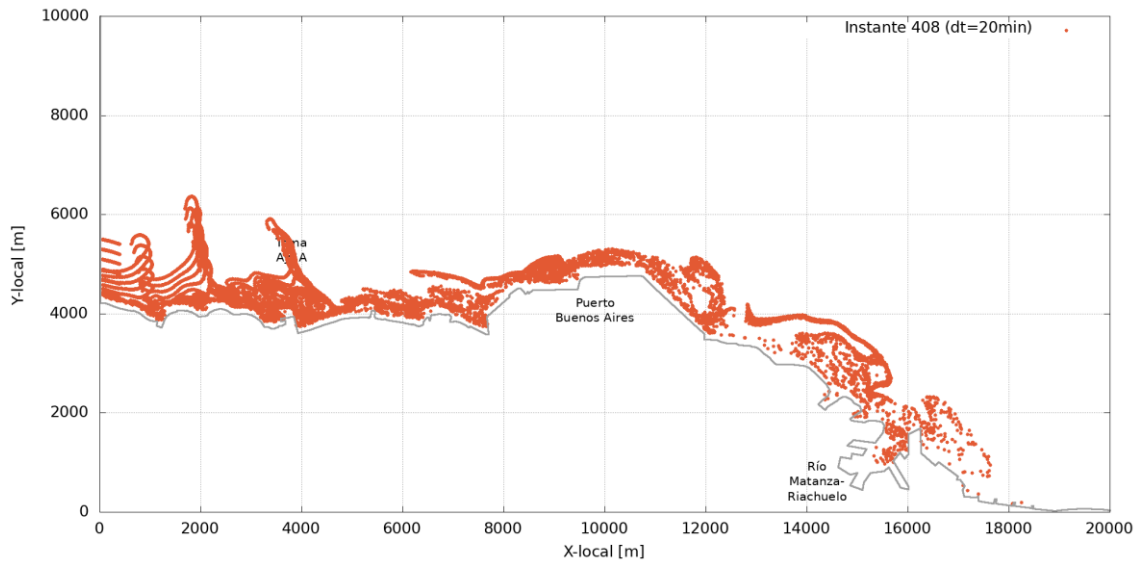 10000
Instante 408 (dt=20min)
8000
6000
4000
2000
0
Y-local [m]
Puerto
Buenos Aires
Río
Matanza-
Riachuelo
0 2000 4000 6000 8000 10000 12000 14000 16000 18000 20000
X-local [m]